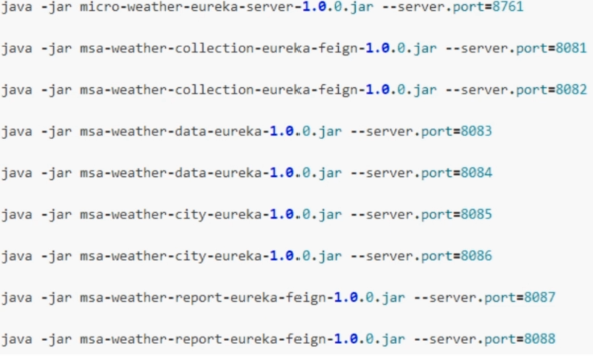 java -jar micro-weather-eureka-server-1.0.0.jar --server.port=8761
java -jar msa-weather-collection-eureka-feign-1.0.0.jar --server.port=8081
java -jar msa-weather-collection-eureka-feign-1.0.0.jar --server.port=8082
java -jar msa-weather-data-eureka-1.0.0.jar --server.port=8083
java -jar msa-weather-data-eureka-1.0.0.jar --server.port=8084
java -jar msa-weather-city-eureka-1.0.0.jar --server.port=8085
java -jar msa-weather-city-eureka-1.0.0.jar --server.port=8086
java -jar msa-weather-report-eureka-feign-1.0.0.jar --server.port=8087
java -jar msa-weather-report-eureka-feign-1.0.0.jar --server.port=8088